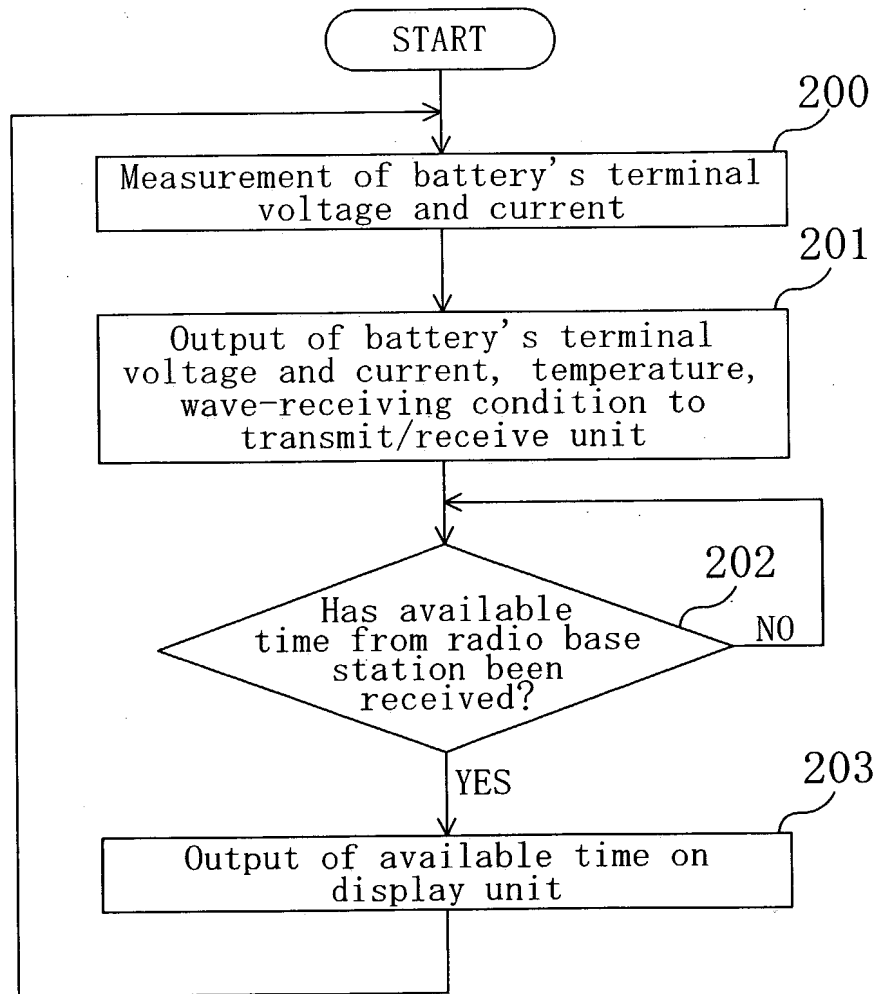 START
200
Measurement of battery's terminal
voltage and current
201
Output of battery's terminal
voltage and current, temperature,
wave-receiving condition to
transmit/receive unit
202
Has available
time from radio base
station been
received?
NO
YES
203
Output of available time on
display unit